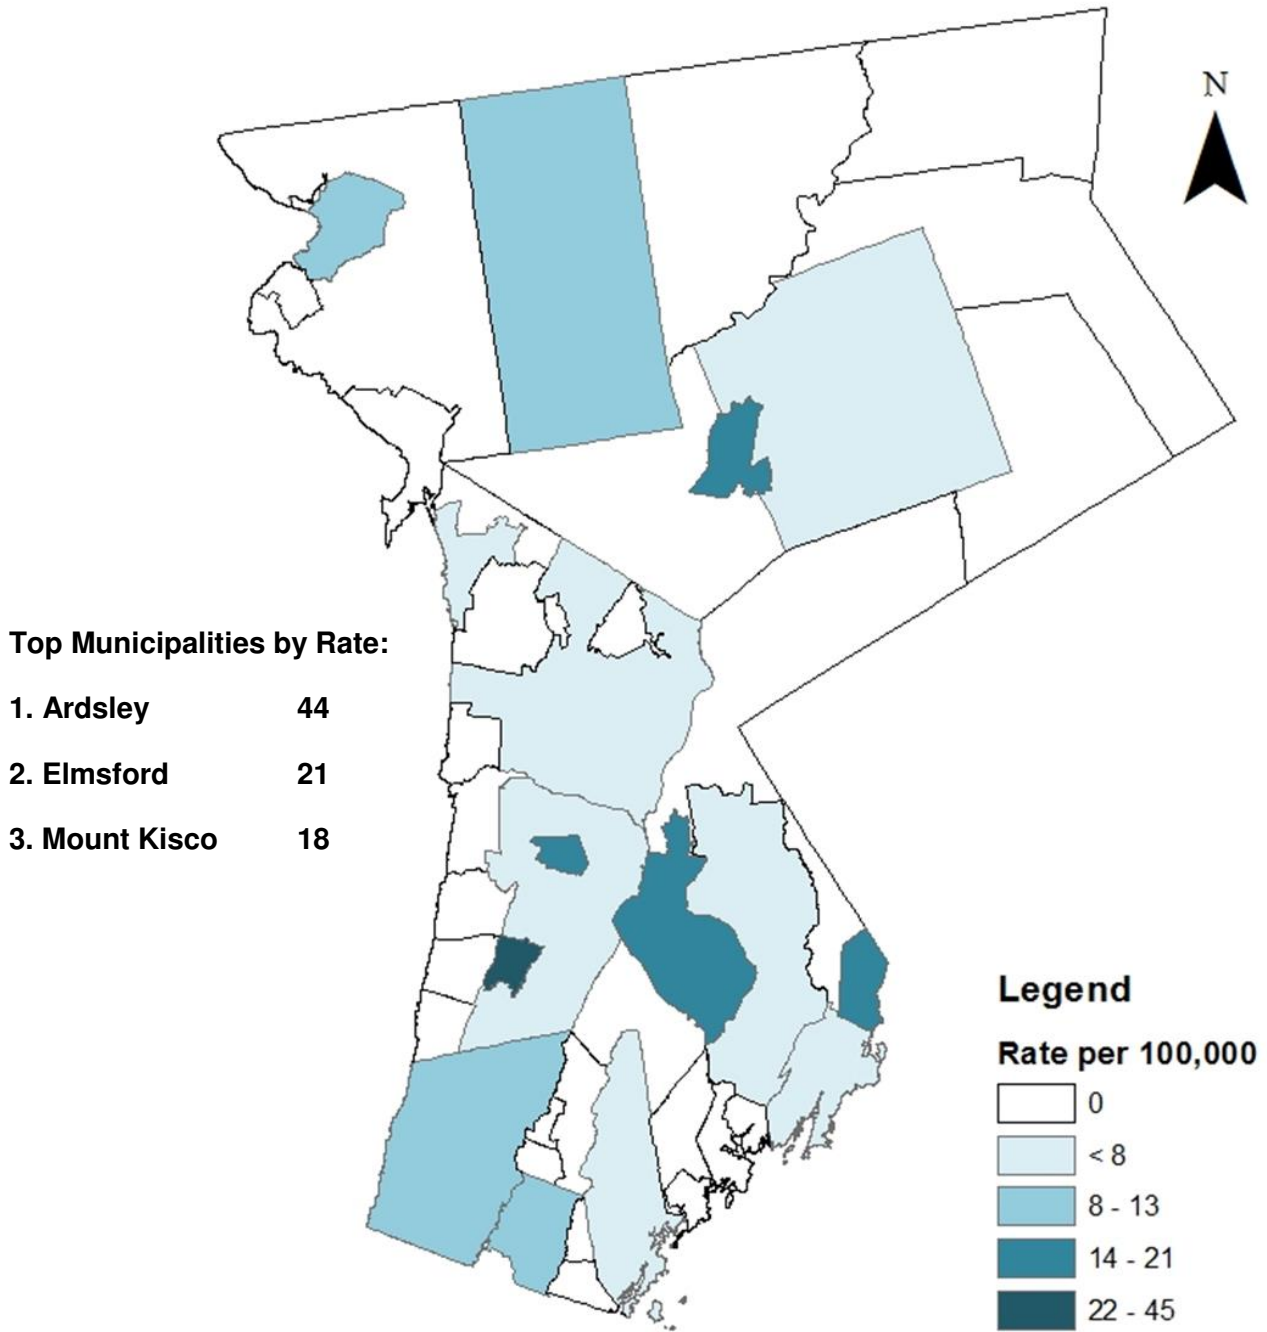 N
Top Municipalities by Rate:
1. Ardsley 44
2. Elmsford 21
3. Mount Kisco 18
Legend
Rate per 100,000
0
< 8
8 - 13
14 - 21
22 - 45